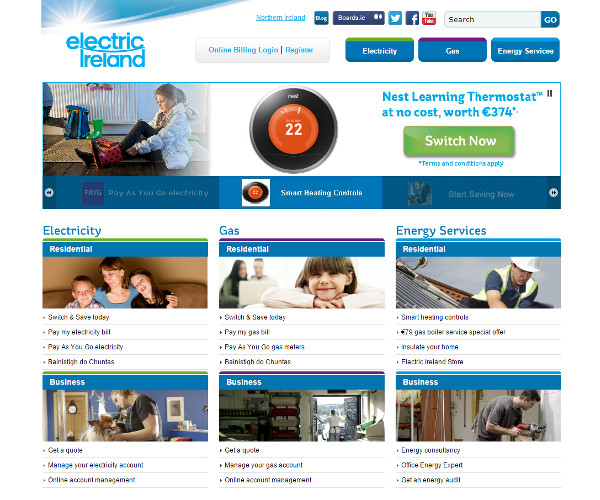 Northern Ireland
Blog
Boards.ie
You Tube
Search
GO
electric Ireland
Online Billing Login | Register
Electricity
Gas
Energy Services
nest
22
Nest Learning Thermostat™
at no cost, worth €374*
Switch Now
*Terms and conditions apply
PAYG
Pay As You Go electricity
Smart Heating Controls
Start Saving Now
Electricity
Residential
Switch & Save today
Pay my electricity bill
Pay As You Go electricity
Bainistigh do Chuntas
Gas
Residential
Switch & Save today
Pay my gas bill
Pay As You Go gas meters
Bainistigh do Chuntas
Energy Services
Residential
Smart heating controls
€79 gas boiler service special offer
Insulate your home
Electric Ireland Store
Business
Get a quote
Manage your electricity account
Online account management
Business
Get a quote
Manage your gas account
Online account management
Business
Energy consultancy
Office Energy Expert
Get an energy audit